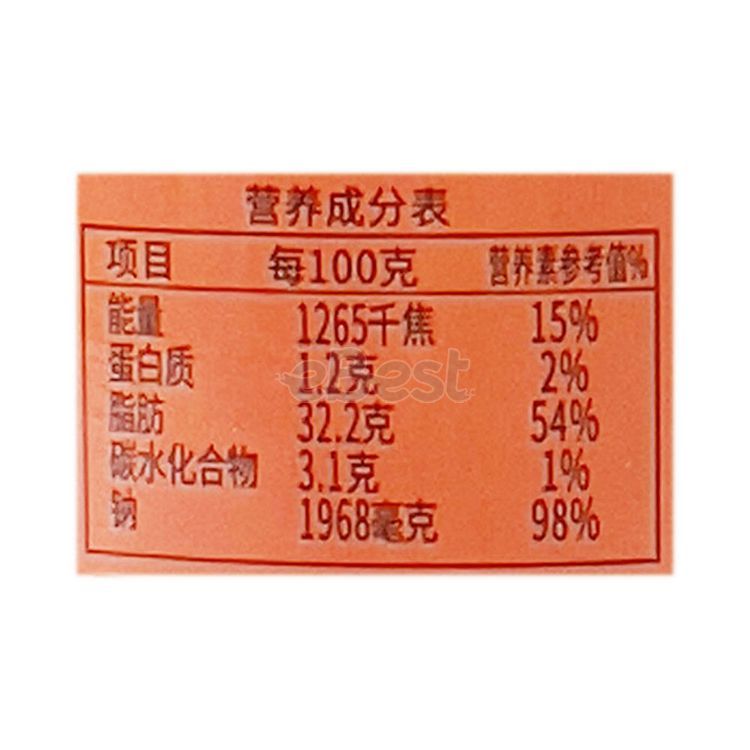 营养成分表
项目 每100克 营养素参考值%
能量 1265千焦 15%
蛋白质 1.2克 2%
脂肪 32.2克 54%
碳水化合物 3.1克 1%
钠 1968毫克 98%
eBest